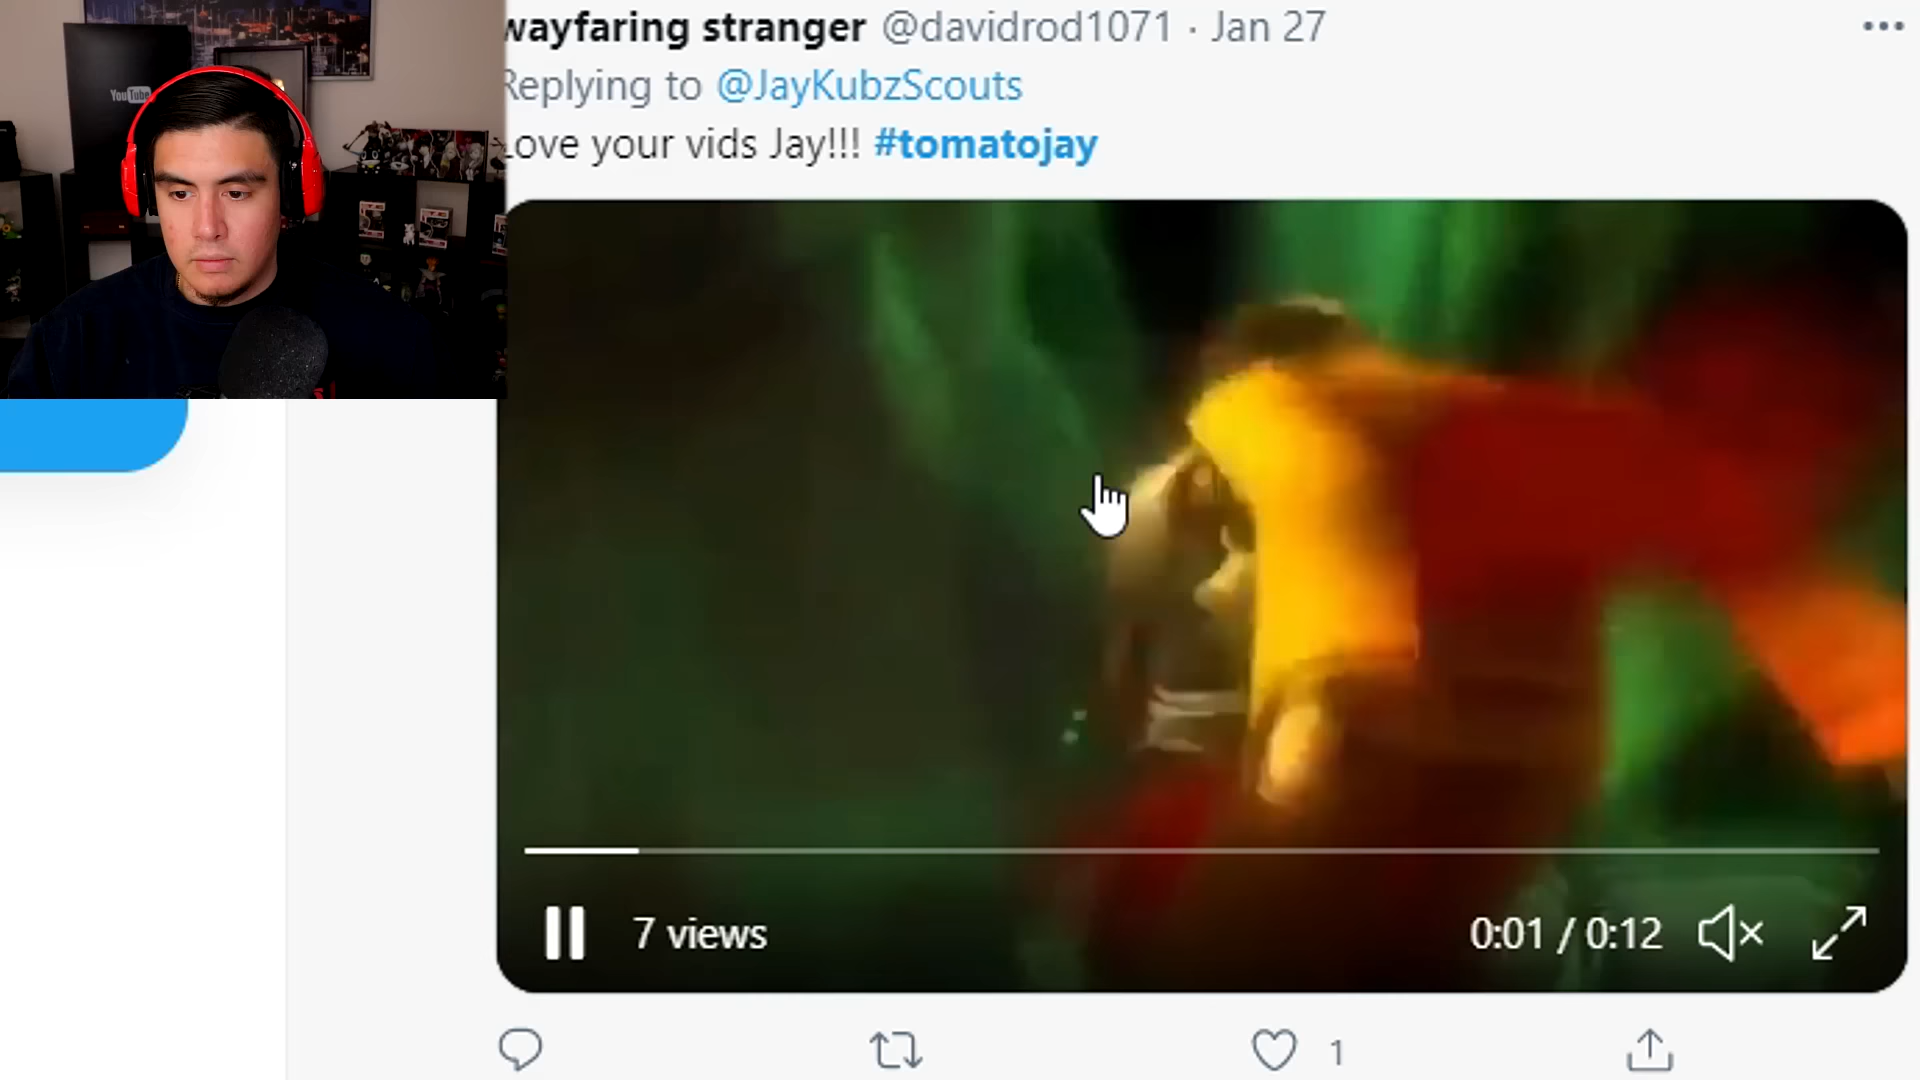 wayfaring stranger @davidrod1071 · Jan 27
Replying to @JayKubzScouts
Love your vids Jay!!! #tomatojay
YouTube
7 views
0:01 / 0:12
1